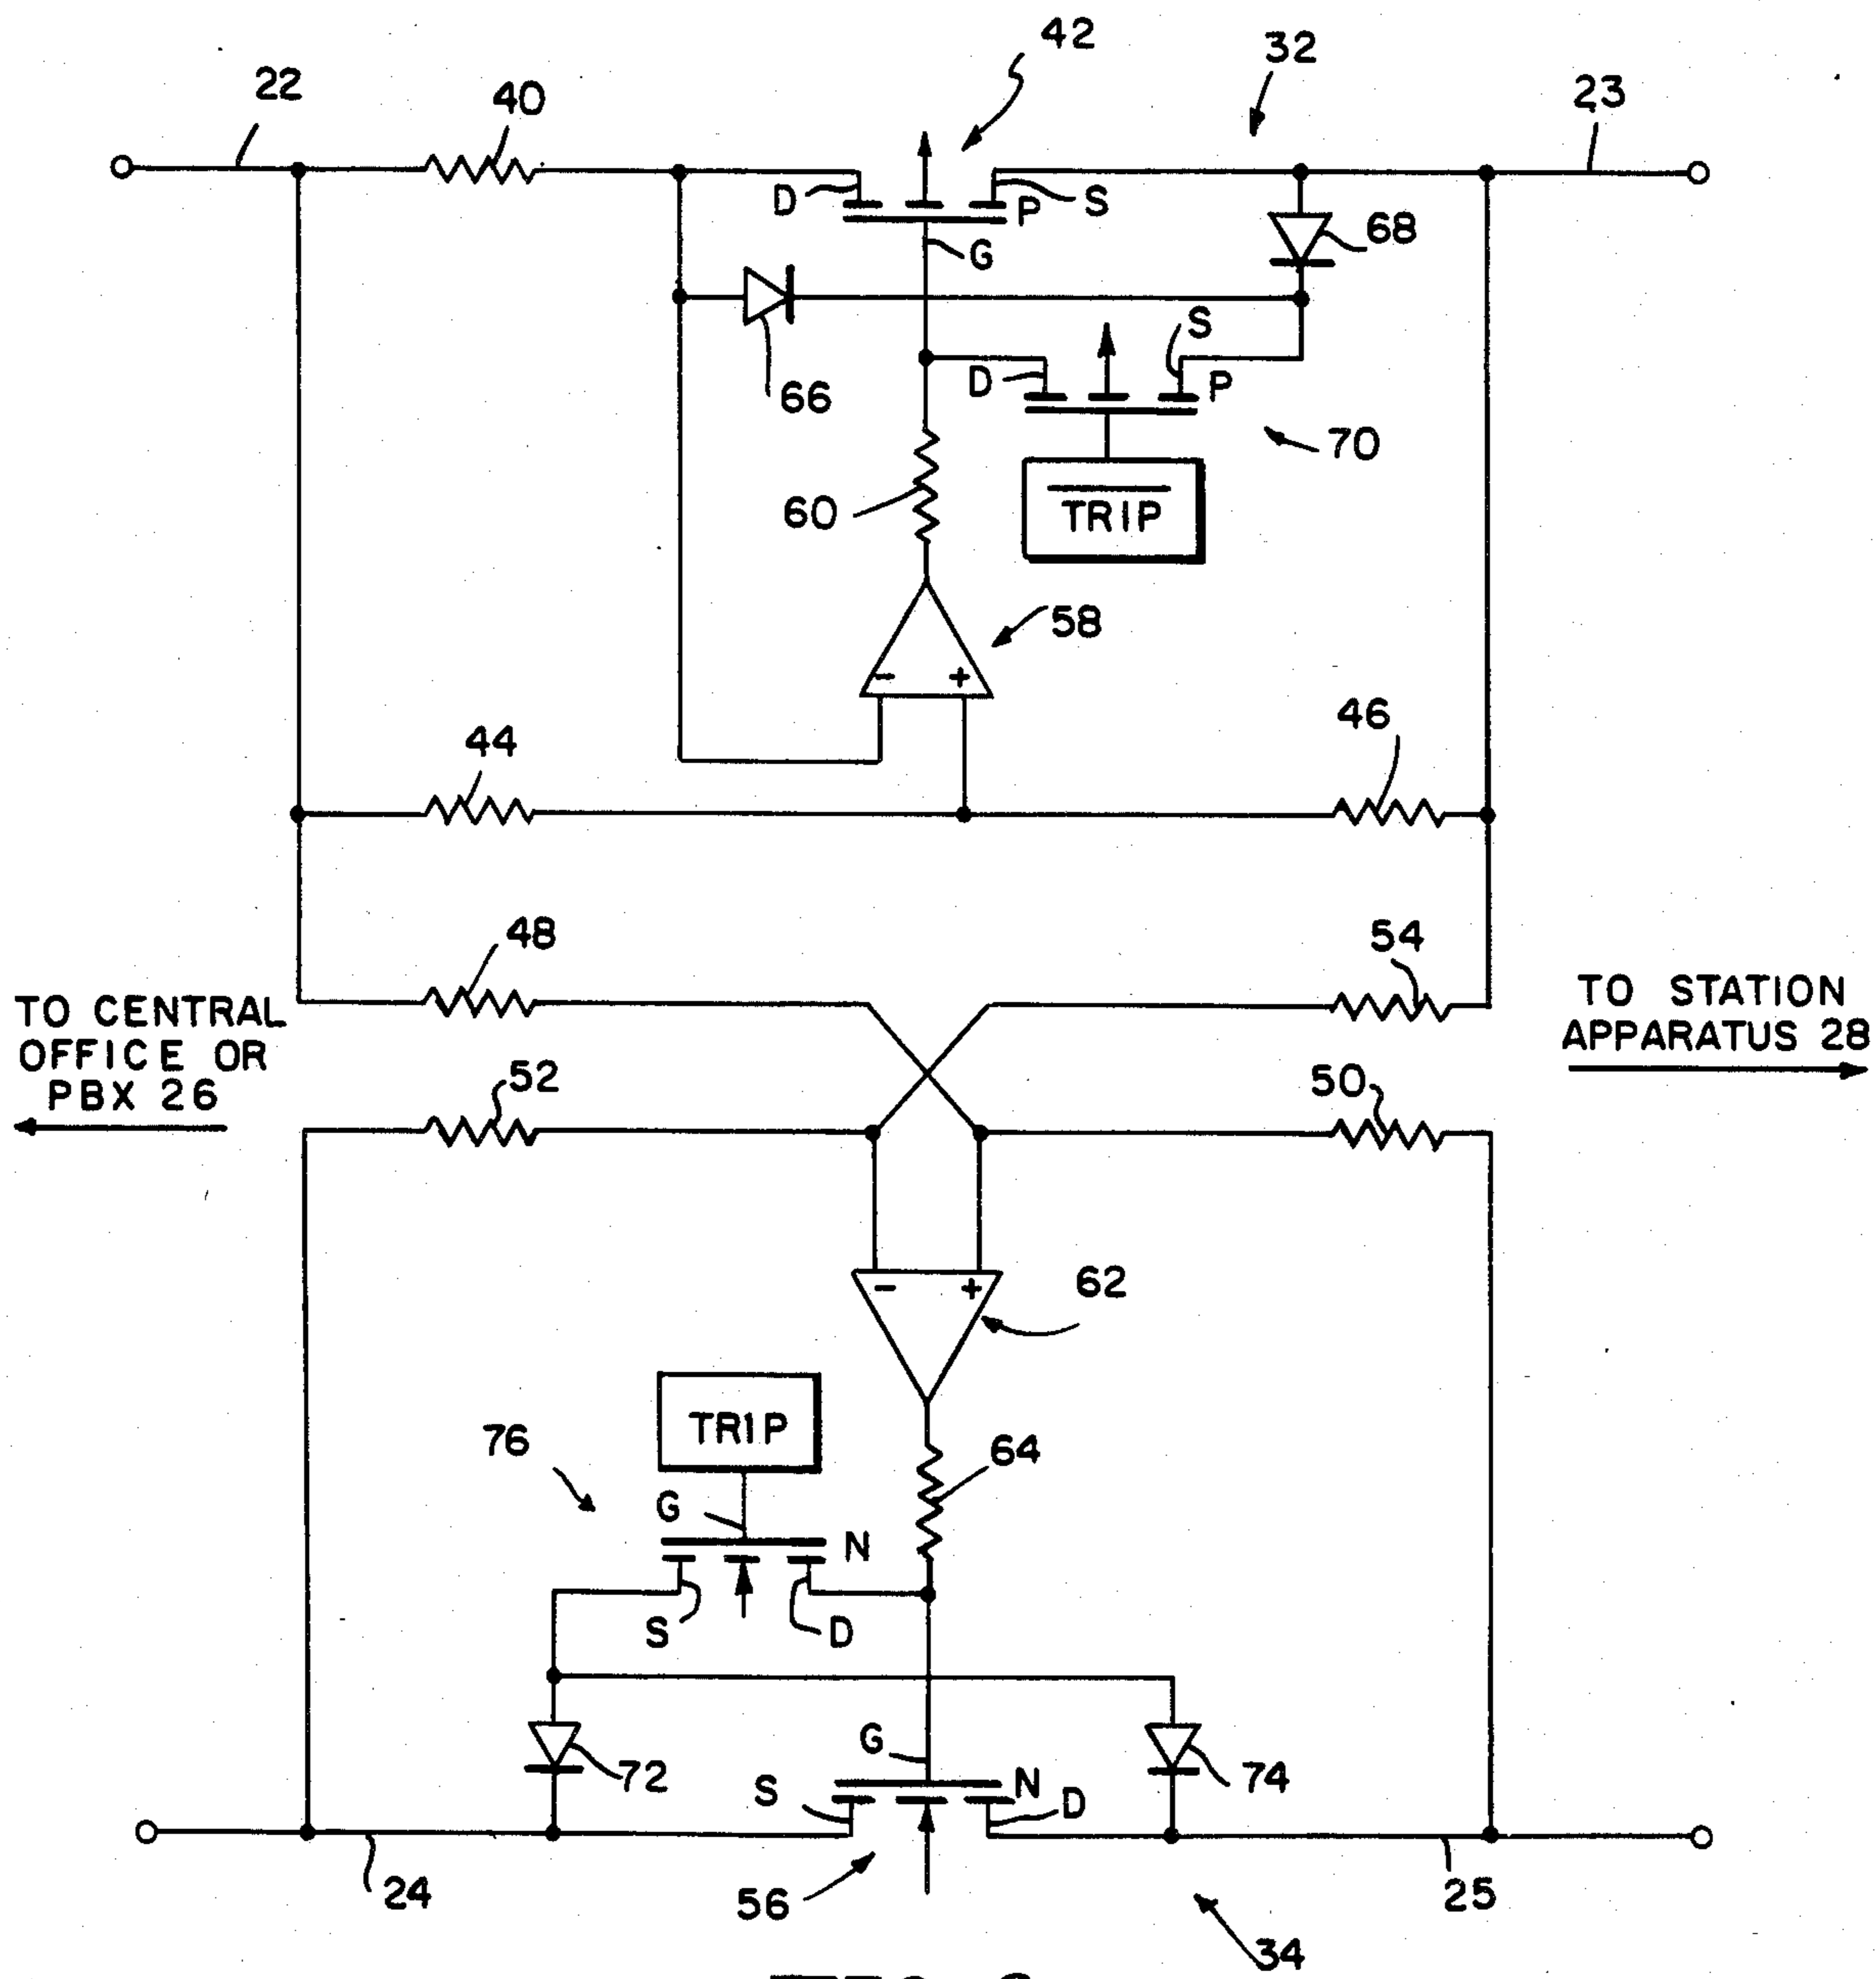 42
32
22
40
23
D
P
S
G
68
S
D
P
66
70
60
TRIP
58
- +
46
44
48
54
TO CENTRAL
OFFICE OR
PBX 26
TO STATION
APPARATUS 28
52
50
- +
62
TRIP
76
64
G
N
S
D
G
72
74
S
N
D
24
56
25
34